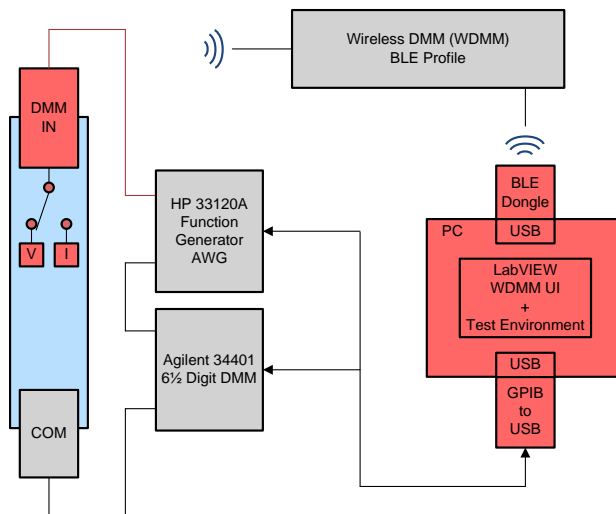 Wireless DMM (WDMM)
BLE Profile
DMM
IN
V
I
COM
HP 33120A
Function
Generator
AWG
Agilent 34401
6½ Digit DMM
BLE
Dongle
USB
PC
LabVIEW
WDMM UI
+
Test Environment
USB
GPIB
to
USB